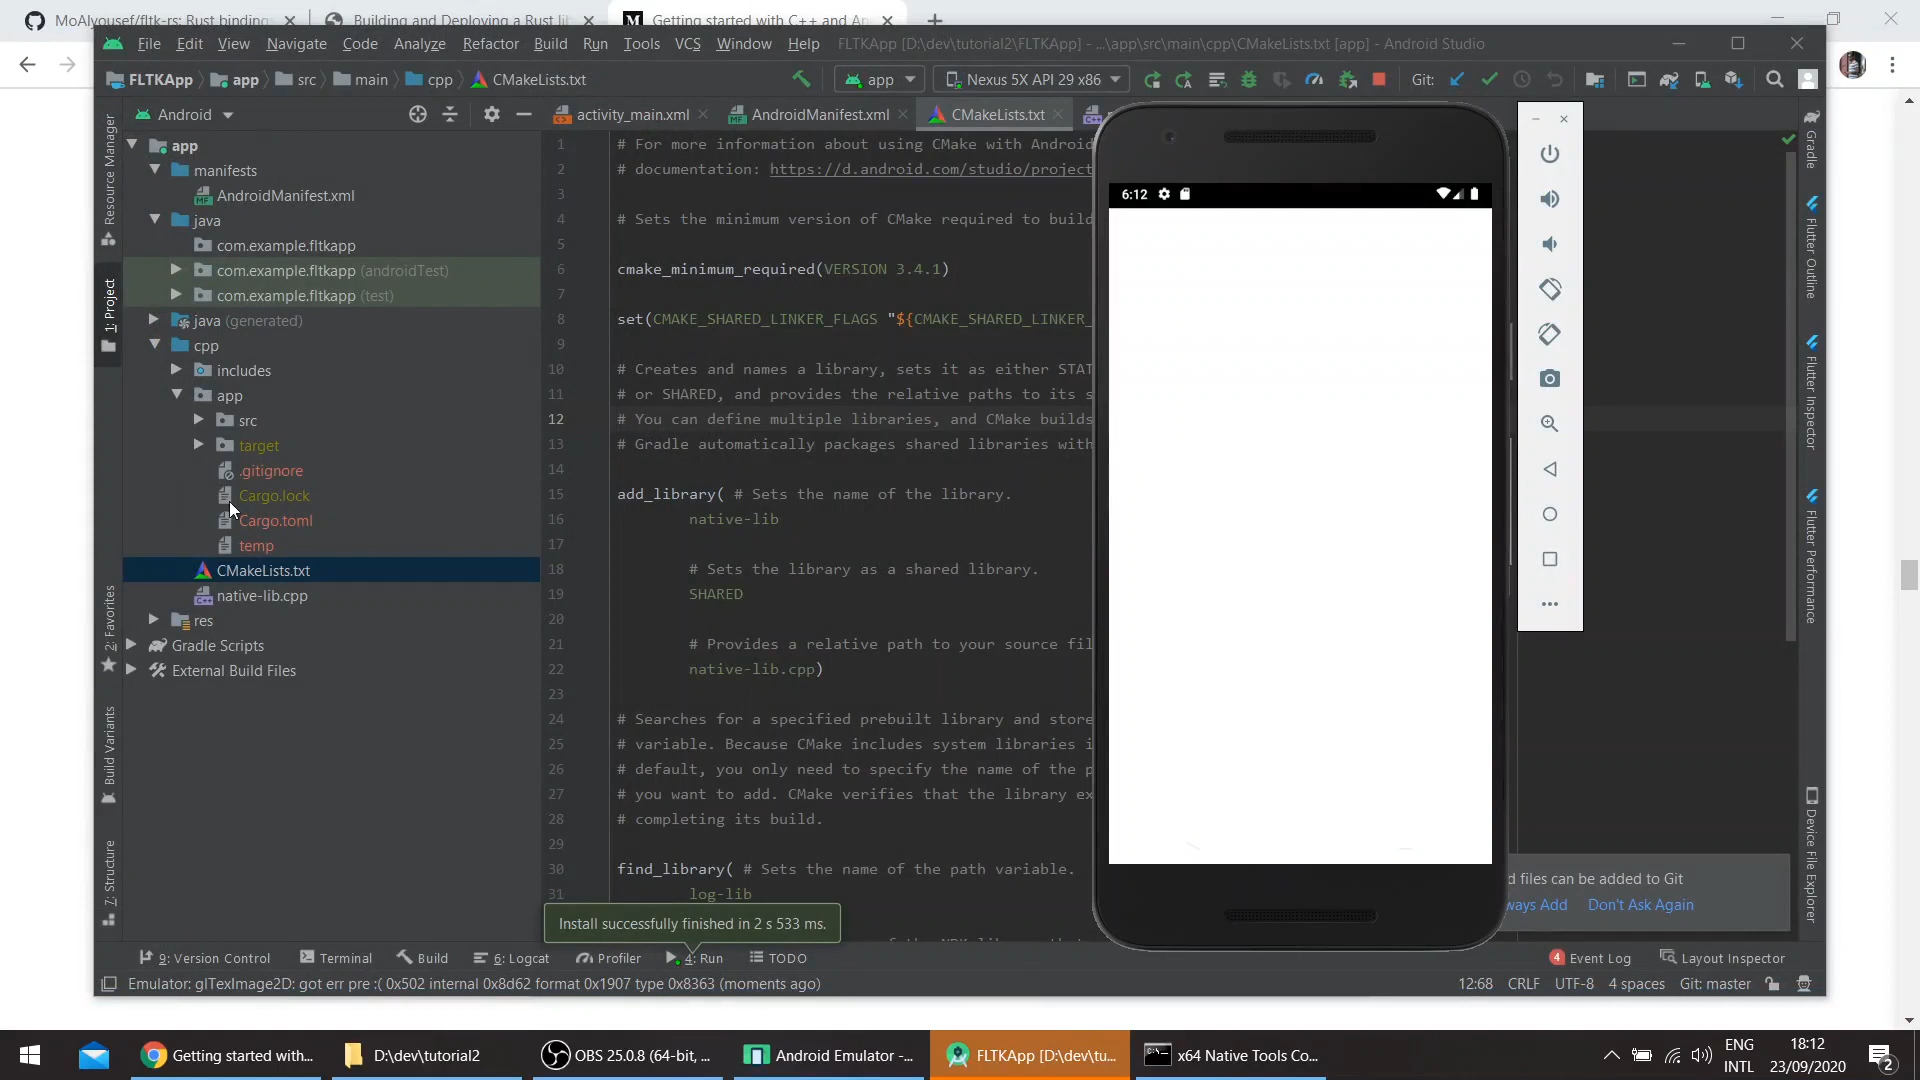 MoAlyousef/fltk-rs: Rust binding
Building and Deploying a Rust li
Getting started with C++ and An
File Edit View Navigate Code Analyze Refactor Build Run Tools VCS Window Help FLTKApp [D:\dev\tutorial2\FLTKApp] - ...\app\src\main\cpp\CMakeLists.txt [app] - Android Studio
FLTKApp app src main cpp CMakeLists.txt
app
Nexus 5X API 29 x86
Git:
Android
activity_main.xml
AndroidManifest.xml
CMakeLists.txt
Resource Manager
1: Project
2: Favorites
Build Variants
7: Structure
app
manifests
AndroidManifest.xml
java
com.example.fltkapp
com.example.fltkapp (androidTest)
com.example.fltkapp (test)
java (generated)
cpp
includes
app
src
target
.gitignore
Cargo.lock
Cargo.toml
temp
CMakeLists.txt
native-lib.cpp
res
Gradle Scripts
External Build Files
1 # For more information about using CMake with Android
2 # documentation: https://d.android.com/studio/project
3
4 # Sets the minimum version of CMake required to build
5
6 cmake_minimum_required(VERSION 3.4.1)
7
8 set(CMAKE_SHARED_LINKER_FLAGS "${CMAKE_SHARED_LINKER_
9
10 # Creates and names a library, sets it as either STAT
11 # or SHARED, and provides the relative paths to its s
12 # You can define multiple libraries, and CMake builds
13 # Gradle automatically packages shared libraries with
14
15 add_library( # Sets the name of the library.
16 native-lib
17
18 # Sets the library as a shared library.
19 SHARED
20
21 # Provides a relative path to your source fil
22 native-lib.cpp)
23
24 # Searches for a specified prebuilt library and store
25 # variable. Because CMake includes system libraries i
26 # default, you only need to specify the name of the p
27 # you want to add. CMake verifies that the library ex
28 # completing its build.
29
30 find_library( # Sets the name of the path variable.
31 log-lib
6:12
Gradle
Flutter Outline
Flutter Inspector
Flutter Performance
Device File Explorer
d files can be added to Git
ways Add Don't Ask Again
Install successfully finished in 2 s 533 ms.
9: Version Control Terminal Build 6: Logcat Profiler 4: Run TODO
4 Event Log Layout Inspector
Emulator: glTexImage2D: got err pre :( 0x502 internal 0x8d62 format 0x1907 type 0x8363 (moments ago)
12:68 CRLF UTF-8 4 spaces Git: master
Getting started with...
D:\dev\tutorial2
OBS 25.0.8 (64-bit, ...
Android Emulator -...
FLTKApp [D:\dev\tu...
x64 Native Tools Co...
ENG
INTL
18:12
23/09/2020
2